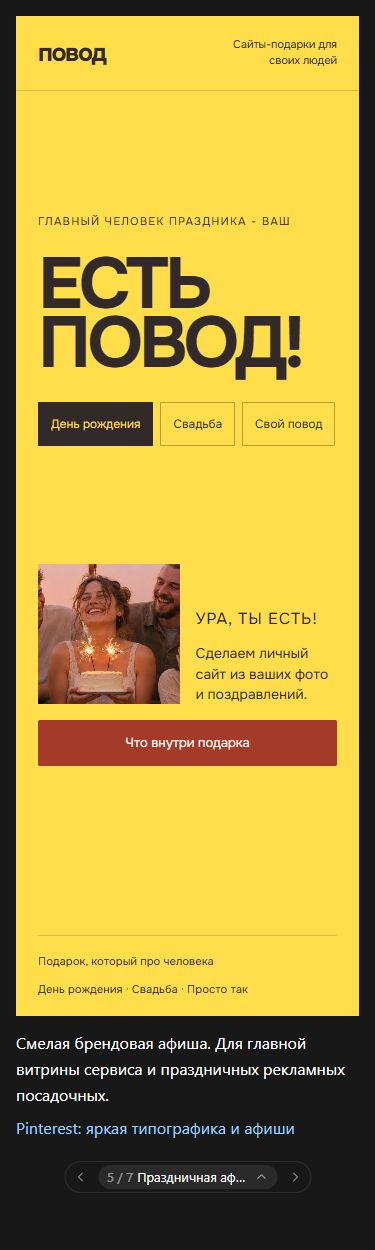 ПОВОД
Сайты-подарки для
своих людей
ГЛАВНЫЙ ЧЕЛОВЕК ПРАЗДНИКА - ВАШ
ЕСТЬ
ПОВОД!
День рождения
Свадьба
Свой повод
УРА, ТЫ ЕСТЬ!
Сделаем личный
сайт из ваших фото
и поздравлений.
Что внутри подарка
Подарок, который про человека
День рождения · Свадьба · Просто так
Смелая брендовая афиша. Для главной
витрины сервиса и праздничных рекламных
посадочных.
Pinterest: яркая типографика и афиши
5 / 7 Праздничная аф...